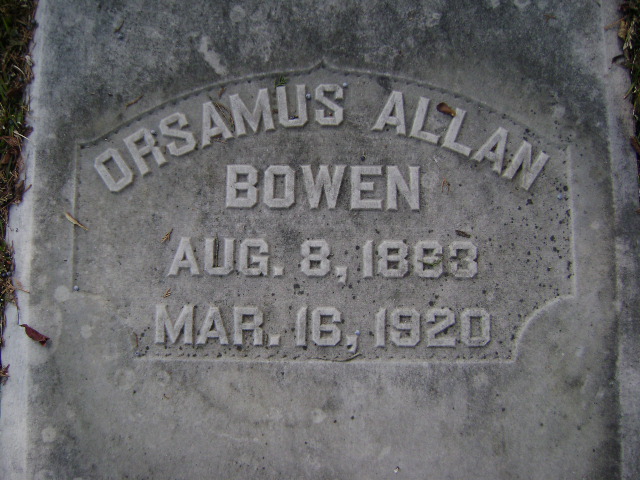 ORSAMUS ALLAN
BOWEN
AUG. 8, 1883
MAR. 16, 1920